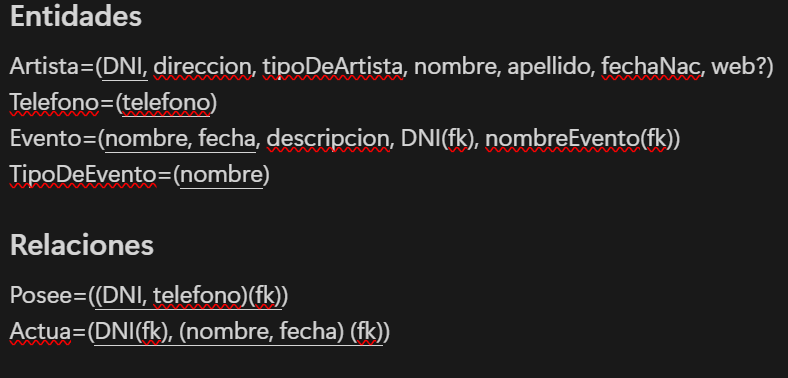 Entidades
Artista=(DNI, direccion, tipoDeArtista, nombre, apellido, fechaNac, web?)
Telefono=(telefono)
Evento=(nombre, fecha, descripcion, DNI(fk), nombreEvento(fk))
TipoDeEvento=(nombre)
Relaciones
Posee=((DNI, telefono)(fk))
Actua=(DNI(fk), (nombre, fecha) (fk))